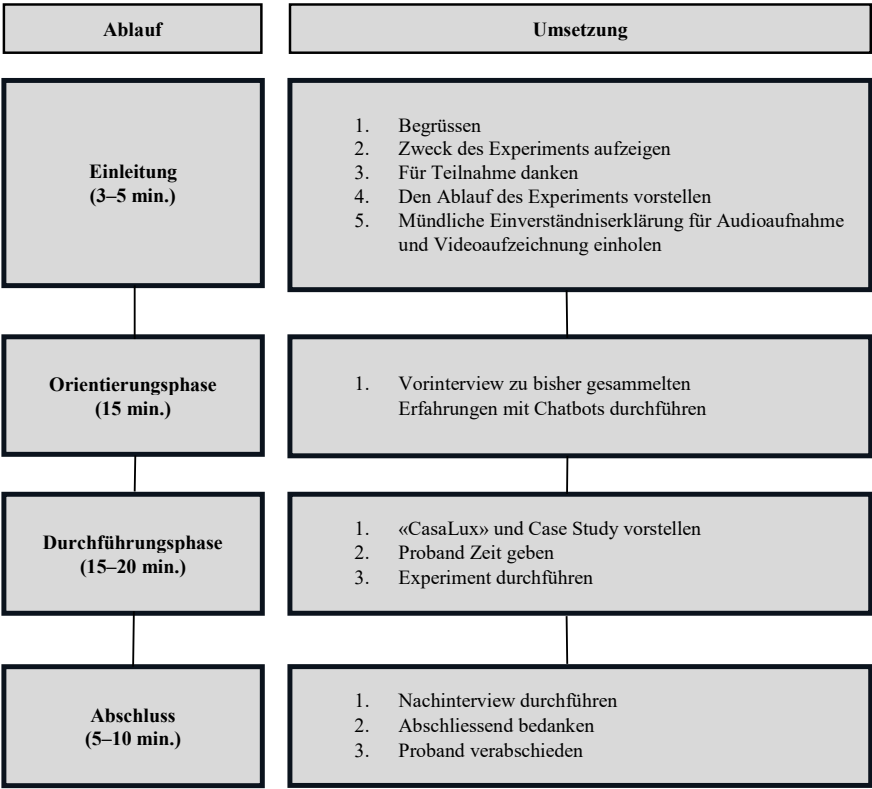 Ablauf
Umsetzung
Einleitung
(3–5 min.)
1. Begrüssen
2. Zweck des Experiments aufzeigen
3. Für Teilnahme danken
4. Den Ablauf des Experiments vorstellen
5. Mündliche Einverständniserklärung für Audioaufnahme
und Videoaufzeichnung einholen
Orientierungsphase
(15 min.)
1. Vorinterview zu bisher gesammelten
Erfahrungen mit Chatbots durchführen
Durchführungsphase
(15–20 min.)
1. «CasaLux» und Case Study vorstellen
2. Proband Zeit geben
3. Experiment durchführen
Abschluss
(5–10 min.)
1. Nachinterview durchführen
2. Abschliessend bedanken
3. Proband verabschieden